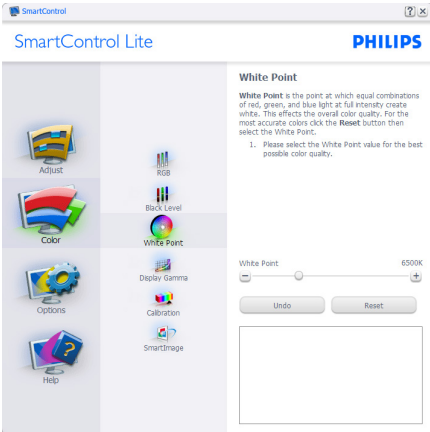 SmartControl
SmartControl Lite
PHILIPS
Adjust
Color
Options
Help
RGB
Black Level
White Point
Display Gamma
Calibration
SmartImage
White Point
White Point is the point at which equal combinations
of red, green, and blue light at full intensity create
white. This effects the overall color quality. For the
most accurate colors click the Reset button then
select the White Point.
1. Please select the White Point value for the best
possible color quality.
White Point 6500K
Undo Reset